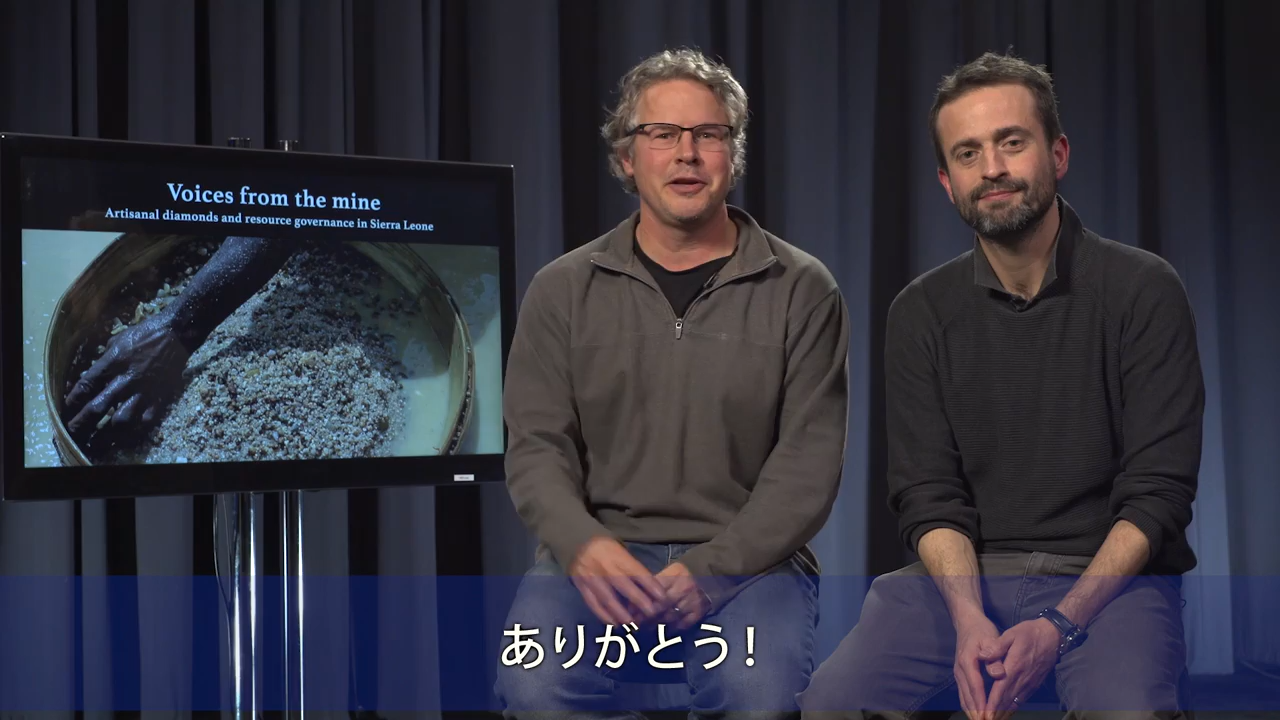 Voices from the mine
Artisanal diamonds and resource governance in Sierra Leone
ありがとう！